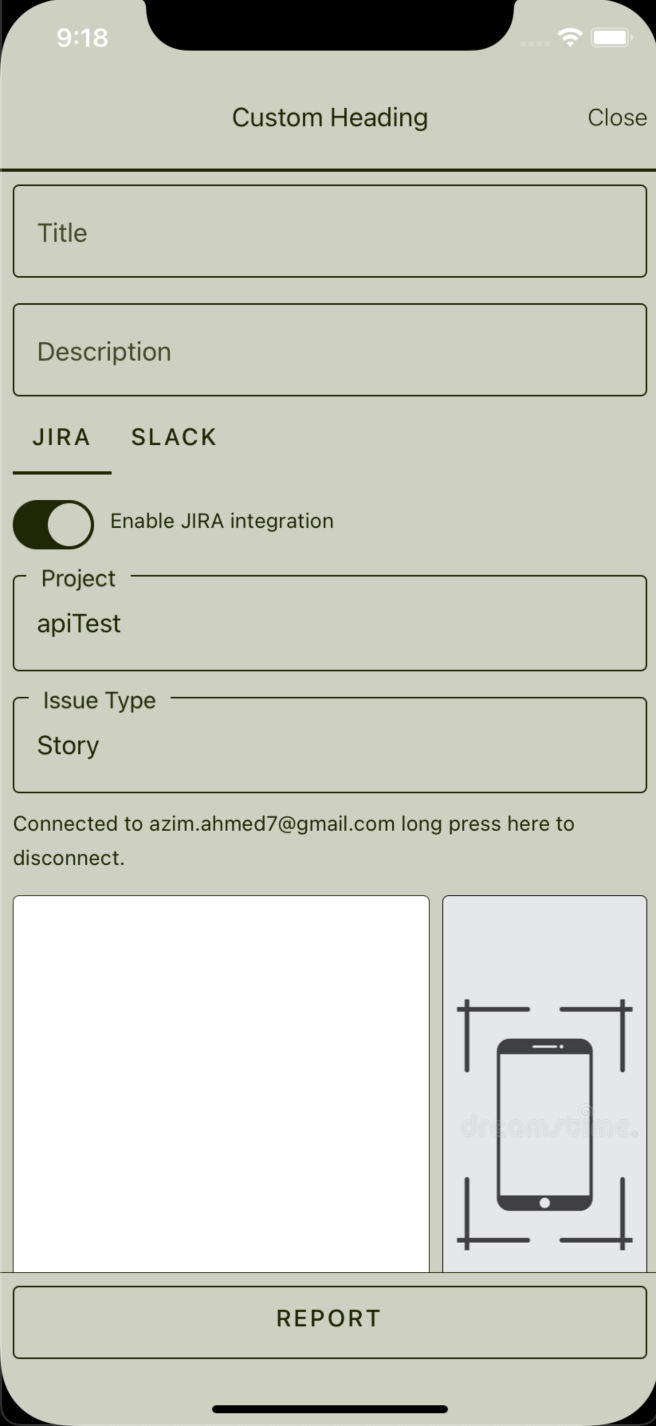 9:18
Custom Heading
Close
Title
Description
JIRA
SLACK
Enable JIRA integration
Project
apiTest
Issue Type
Story
Connected to azim.ahmed7@gmail.com long press here to
disconnect.
dreamstime.
REPORT